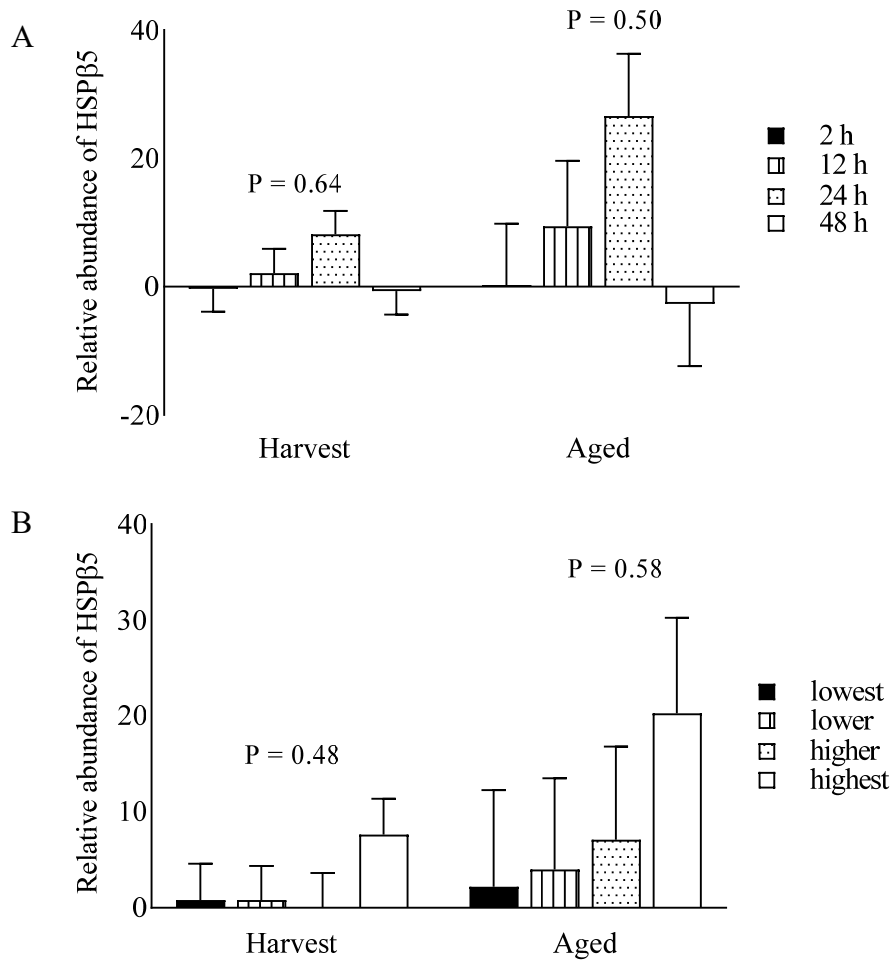 A
Relative abundance of HSPβ5
40
20
0
-20
P = 0.64
P = 0.50
Harvest
Aged
2 h
12 h
24 h
48 h
B
Relative abundance of HSPβ5
40
30
20
10
0
P = 0.48
P = 0.58
Harvest
Aged
lowest
lower
higher
highest